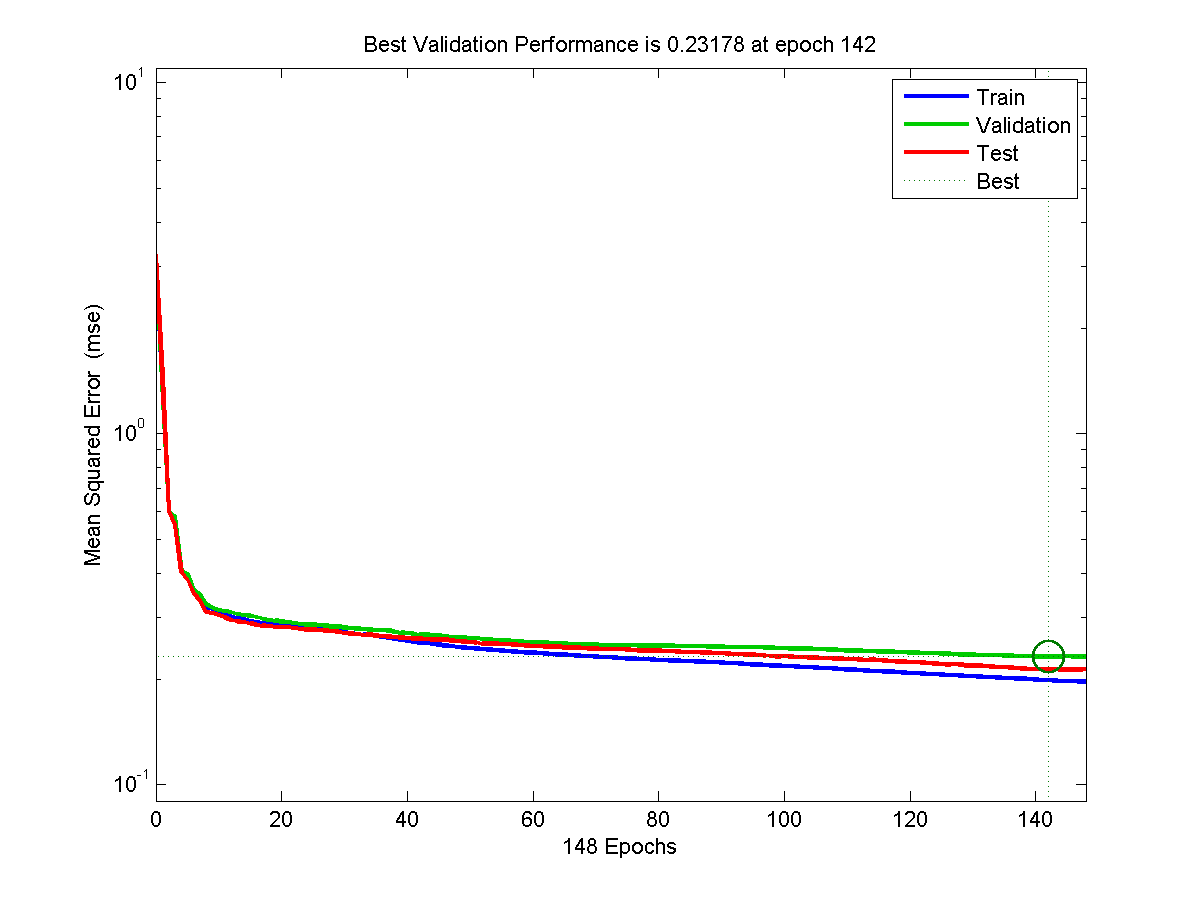 Best Validation Performance is 0.23178 at epoch 142
Train
Validation
Test
Best
Mean Squared Error (mse)
10^1
10^0
10^-1
0 20 40 60 80 100 120 140
148 Epochs